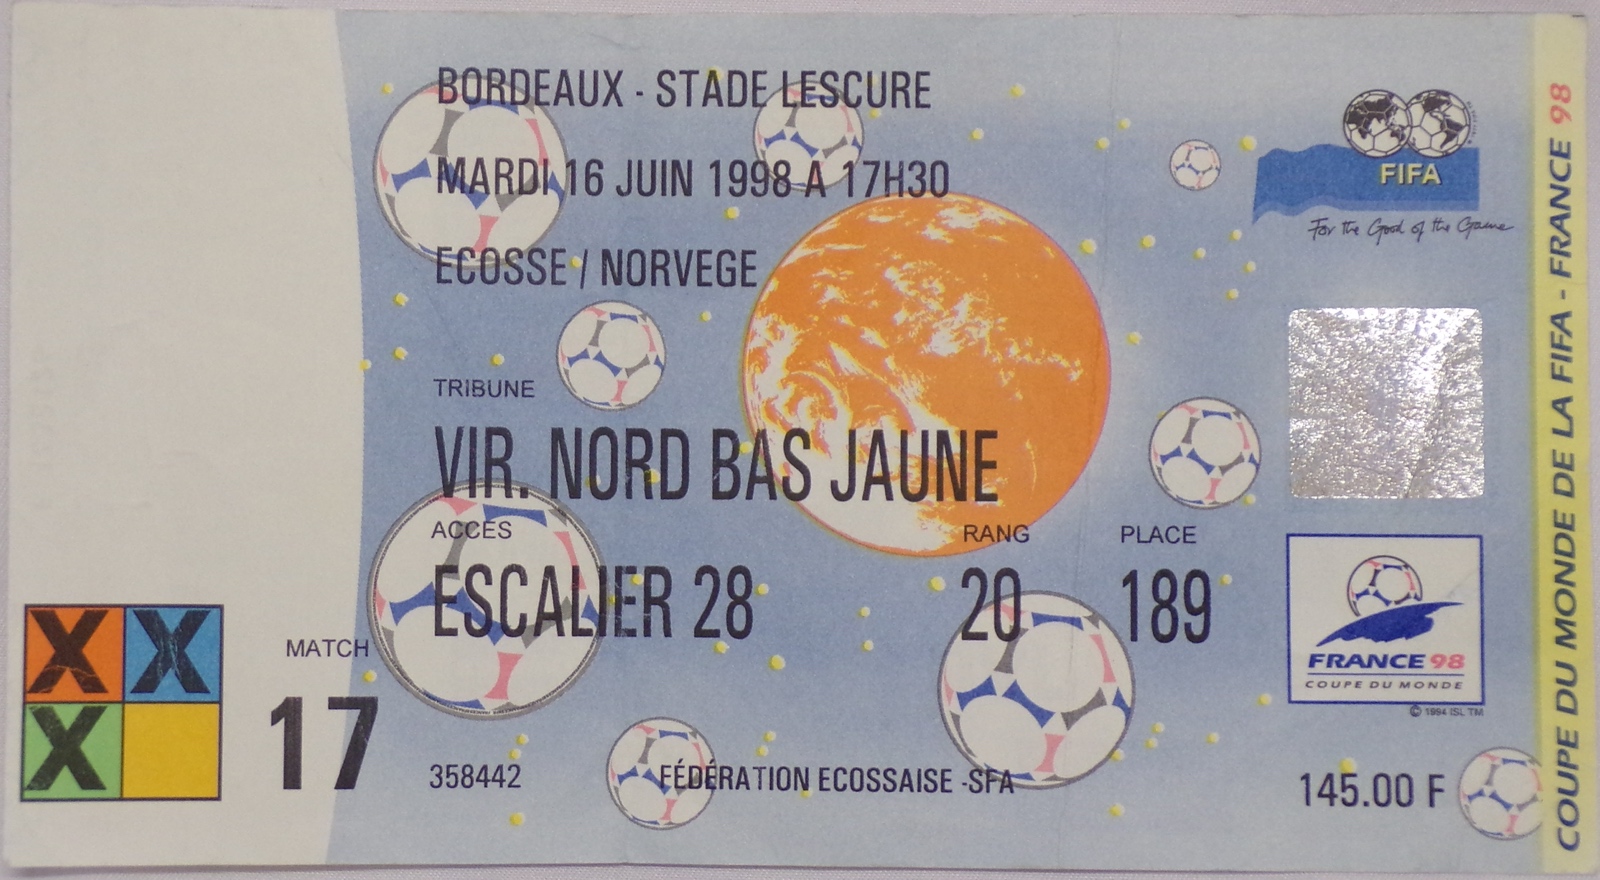 BORDEAUX - STADE LESCURE
MARDI 16 JUIN 1998 A 17H30
ECOSSE / NORVEGE
TRIBUNE
VIR. NORD BAS JAUNE
ACCES RANG PLACE
ESCALIER 28 20 189
X X
X
MATCH
17
358442 FÉDÉRATION ECOSSAISE -SFA
145.00 F
FIFA
For the Good of the Game
FRANCE 98
COUPE DU MONDE
© 1994 ISL TM
COUPE DU MONDE DE LA FIFA - FRANCE 98